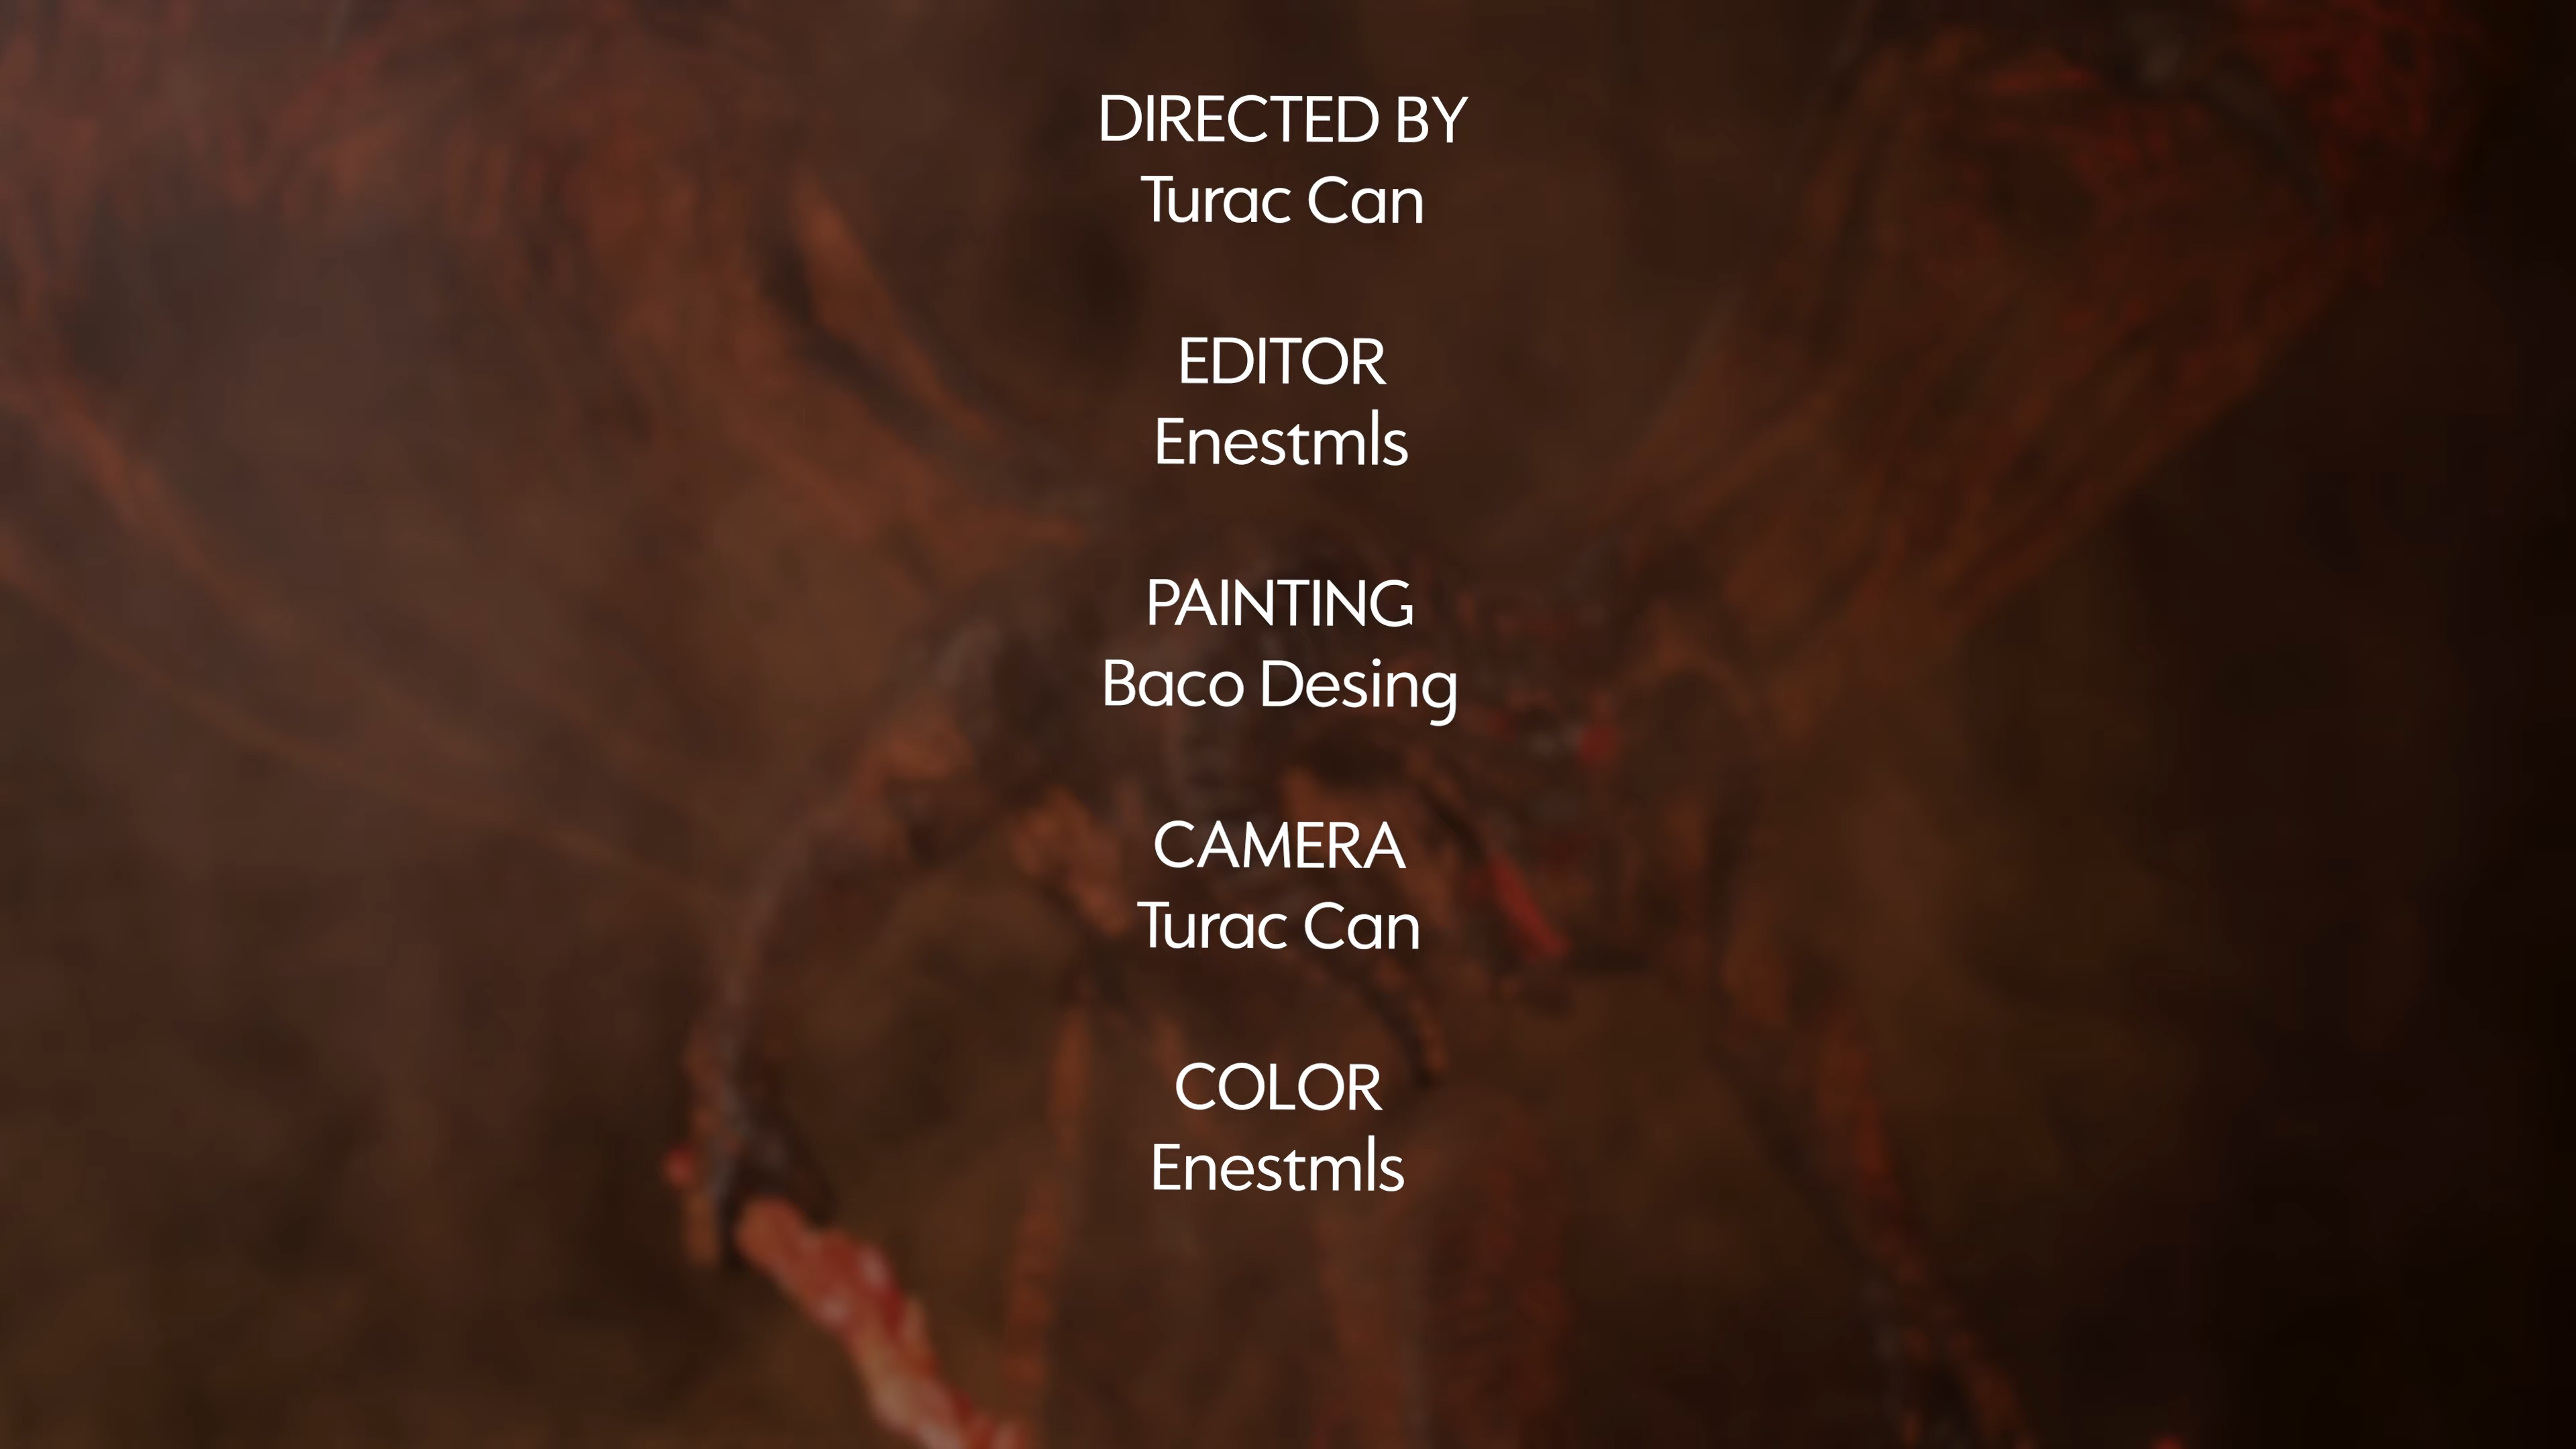 DIRECTED BY
Turac Can
EDITOR
Enestmls
PAINTING
Baco Desing
CAMERA
Turac Can
COLOR
Enestmls